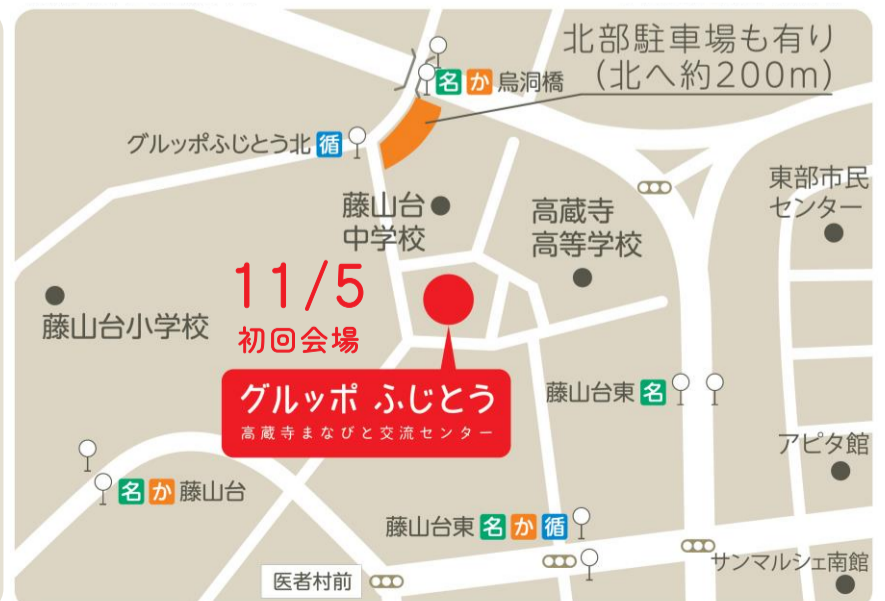 北部駐車場も有り
(北へ約200m)
名 か 烏洞橋
グルッポふじとう北 循
東部市民
センター
藤山台
中学校
高蔵寺
高等学校
11/5
初回会場
藤山台小学校
グルッポ ふじとう
高蔵寺まなびと交流センター
藤山台東 名
アピタ館
名 か 藤山台
藤山台東 名 か 循
サンマルシェ南館
医者村前